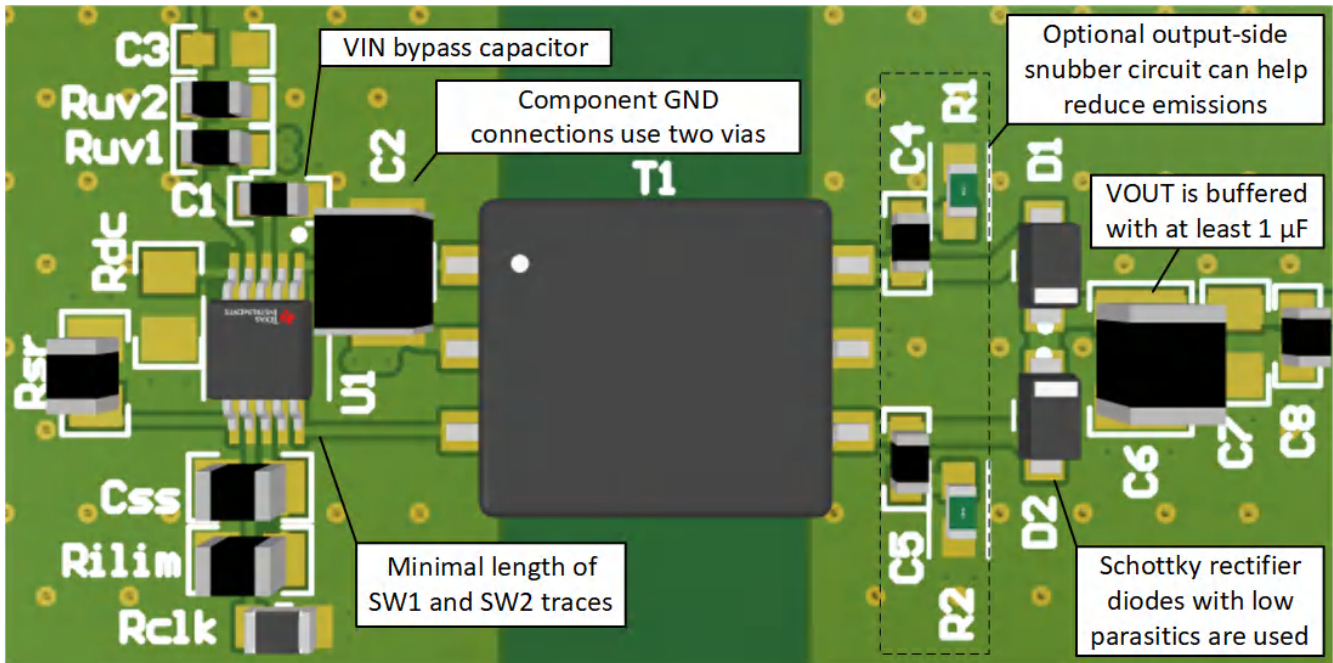 C3
VIN bypass capacitor
Optional output-side
snubber circuit can help
reduce emissions
Ruv2
Component GND
connections use two vias
Ruv1
C2
C4
R1
D1
T1
C1
VOUT is buffered
with at least 1 µF
Rdc
TEXAS
INSTRUMENTS
Rsr
U1
C6
C7
C8
Css
D2
C5
Minimal length of
SW1 and SW2 traces
Rilim
Schottky rectifier
diodes with low
parasitics are used
R2
Rclk